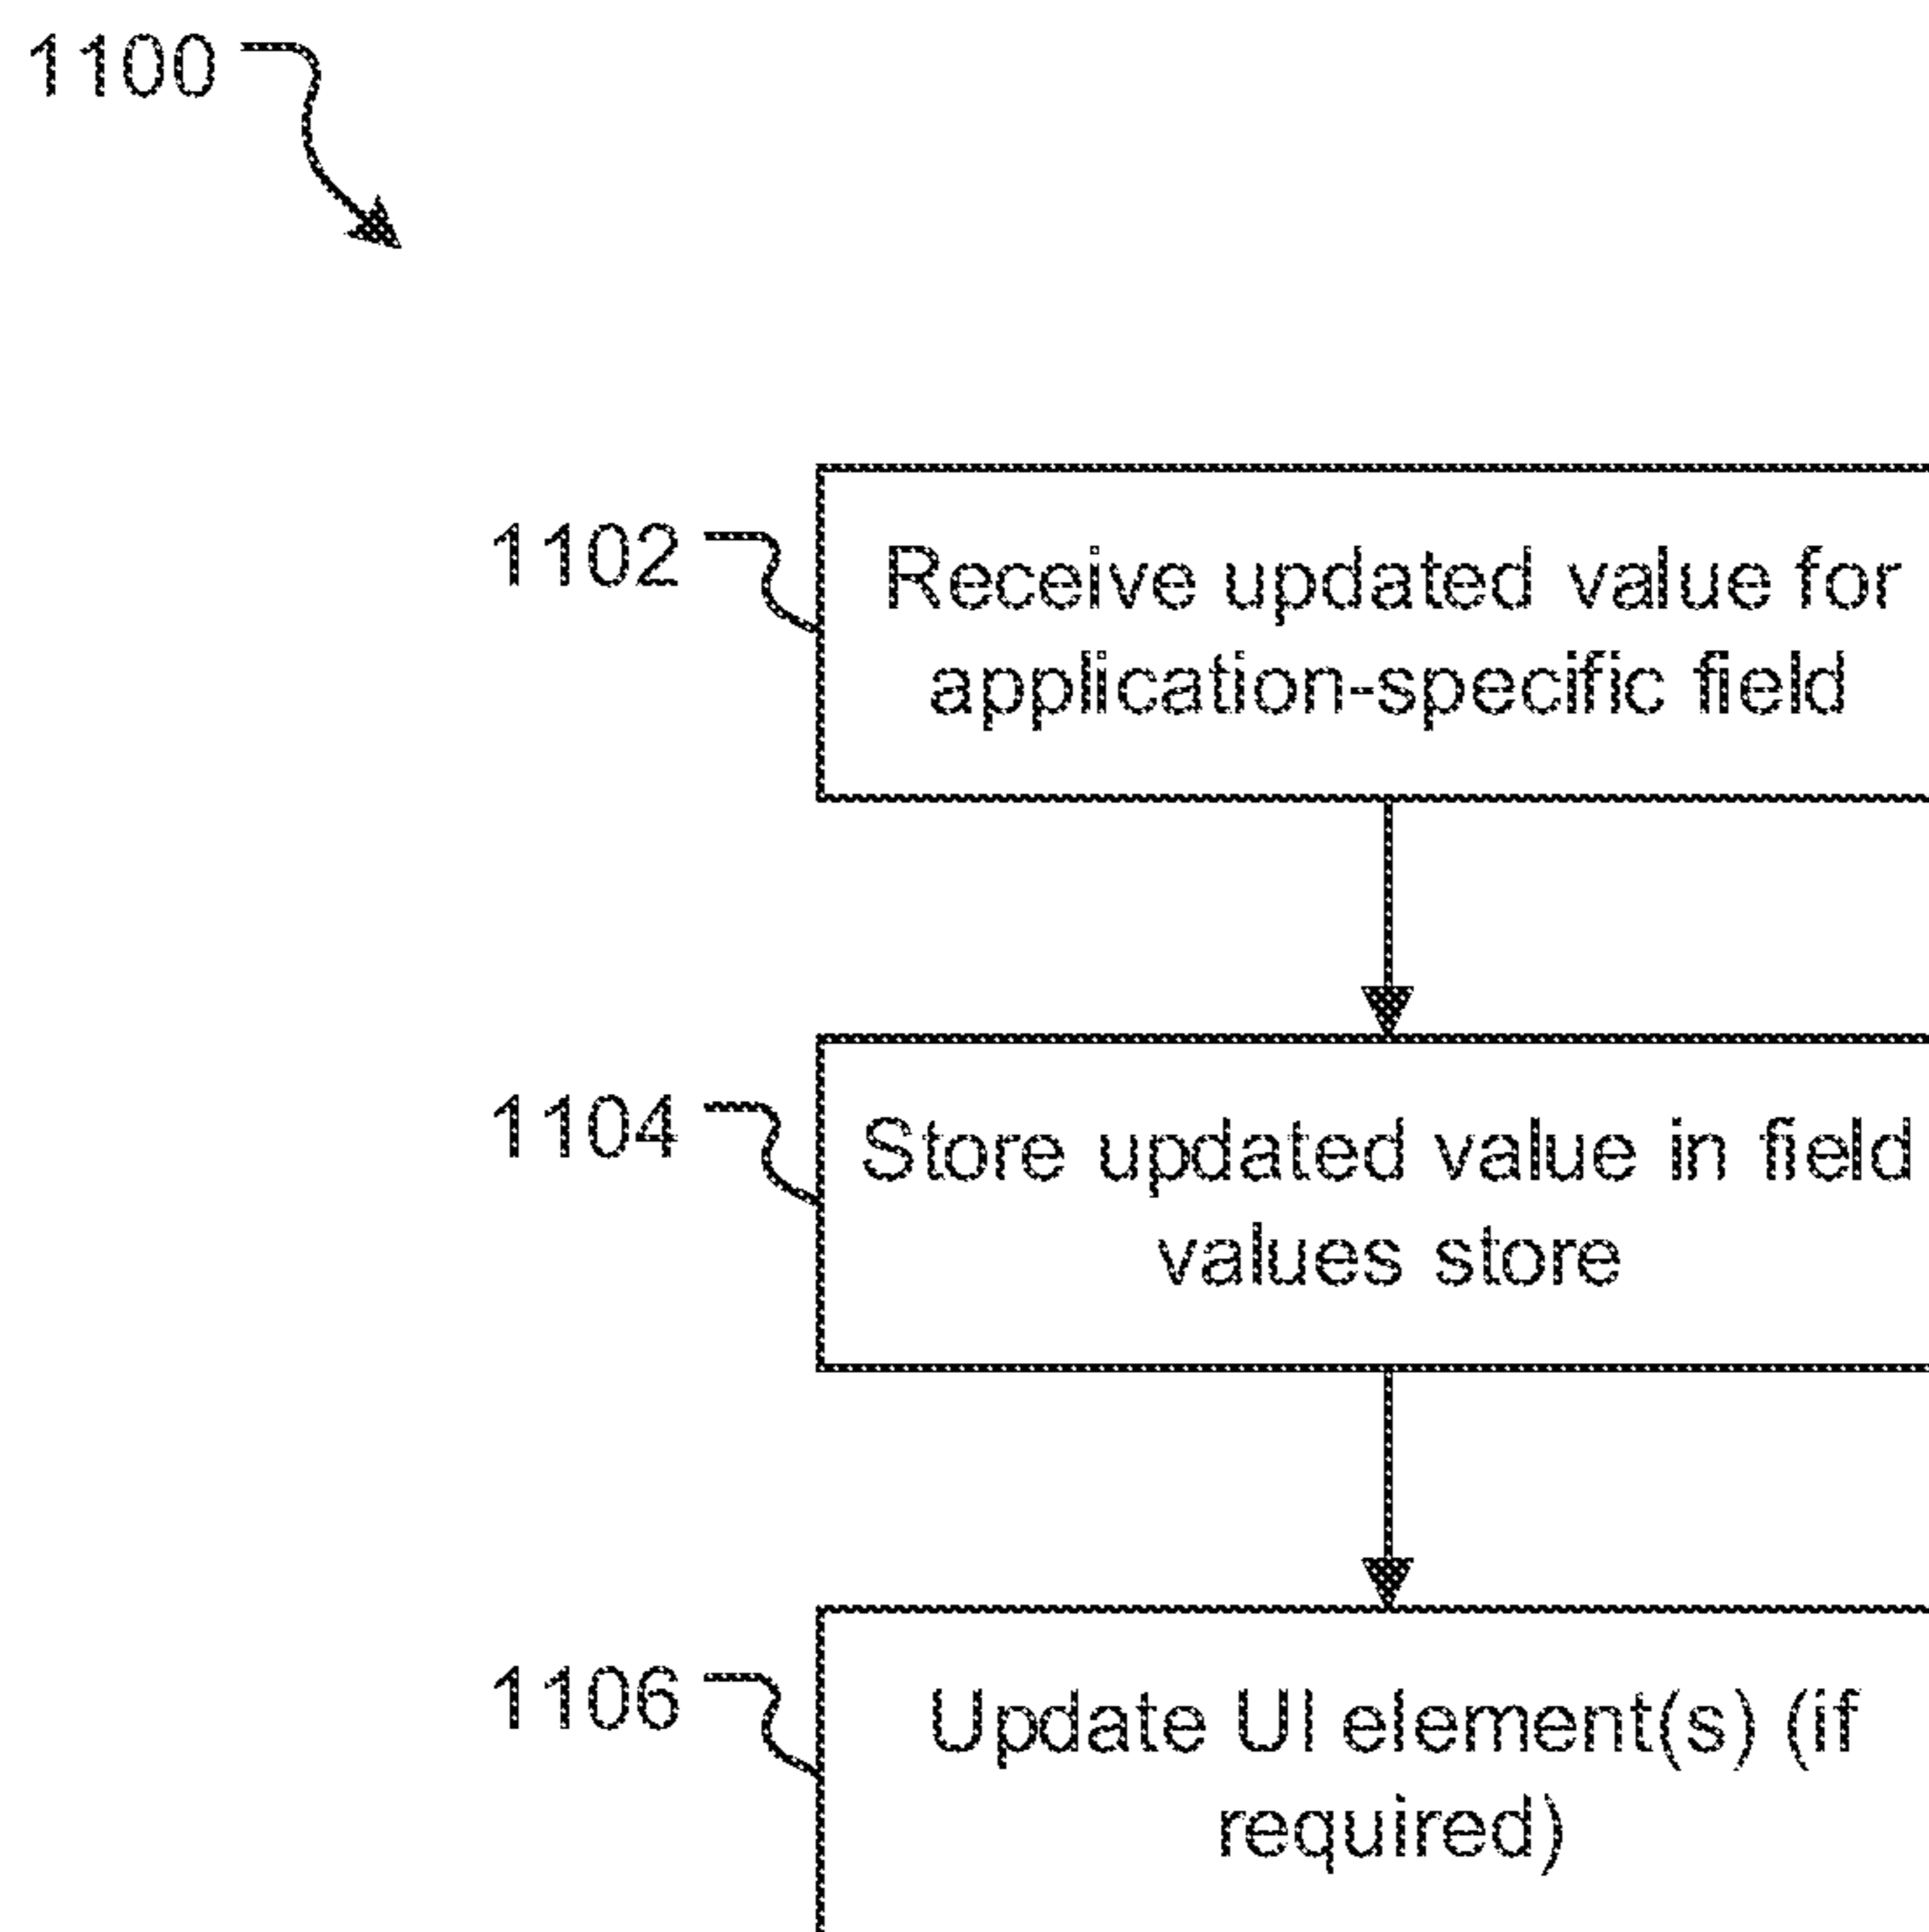 1100
1102
Receive updated value for
application-specific field
1104
Store updated value in field
values store
1106
Update UI element(s) (if
required)